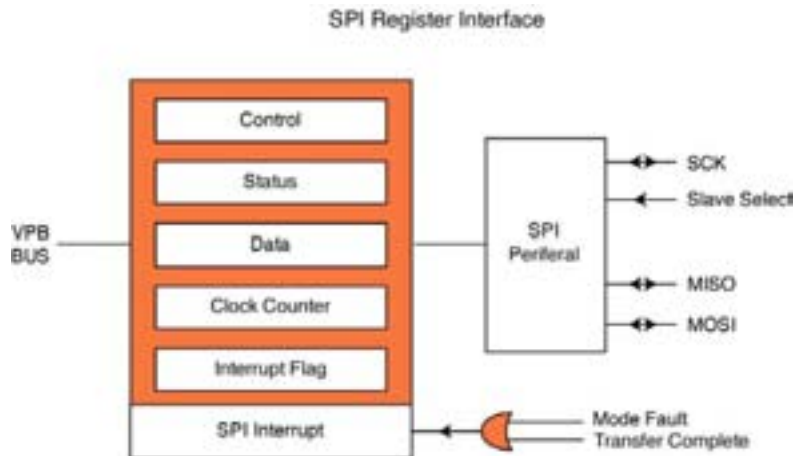 SPI Register Interface
Control
Status
Data
Clock Counter
Interrupt Flag
SPI Interrupt
VPB
BUS
SPI
Periferal
SCK
Slave Select
MISO
MOSI
Mode Fault
Transfer Complete